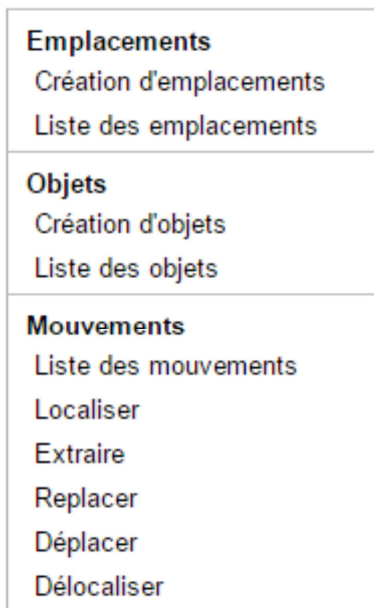 Emplacements
Création d'emplacements
Liste des emplacements
Objets
Création d'objets
Liste des objets
Mouvements
Liste des mouvements
Localiser
Extraire
Replacer
Déplacer
Délocaliser